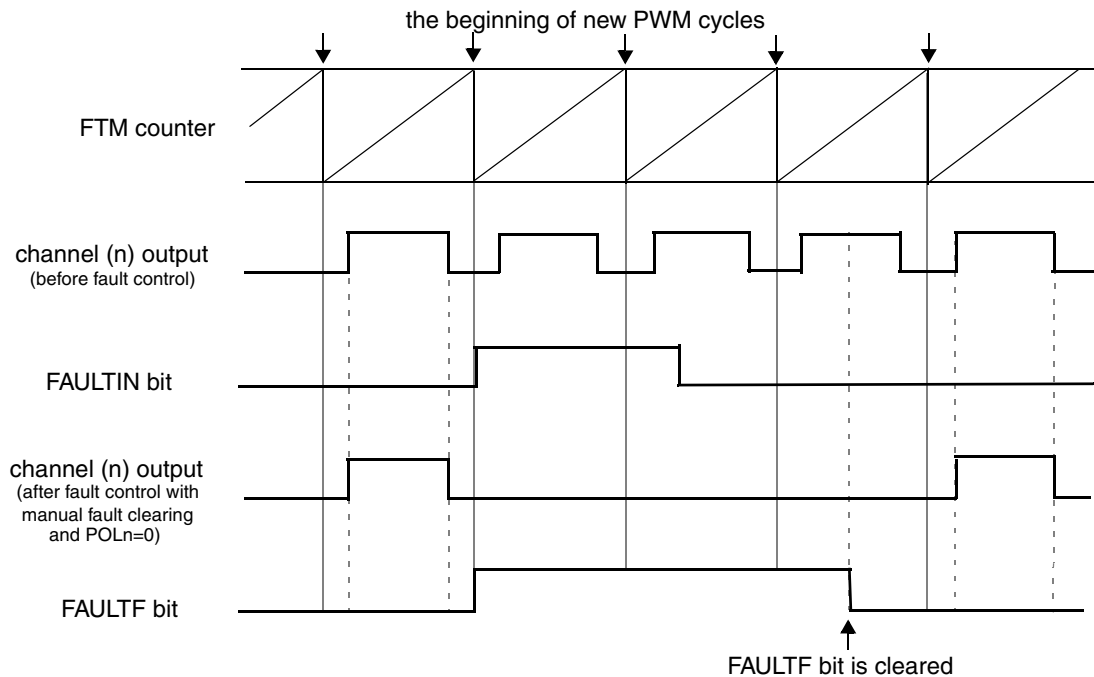 the beginning of new PWM cycles
FTM counter
channel (n) output
(before fault control)
FAULTIN bit
channel (n) output
(after fault control with
manual fault clearing
and POLn=0)
FAULTF bit
FAULTF bit is cleared